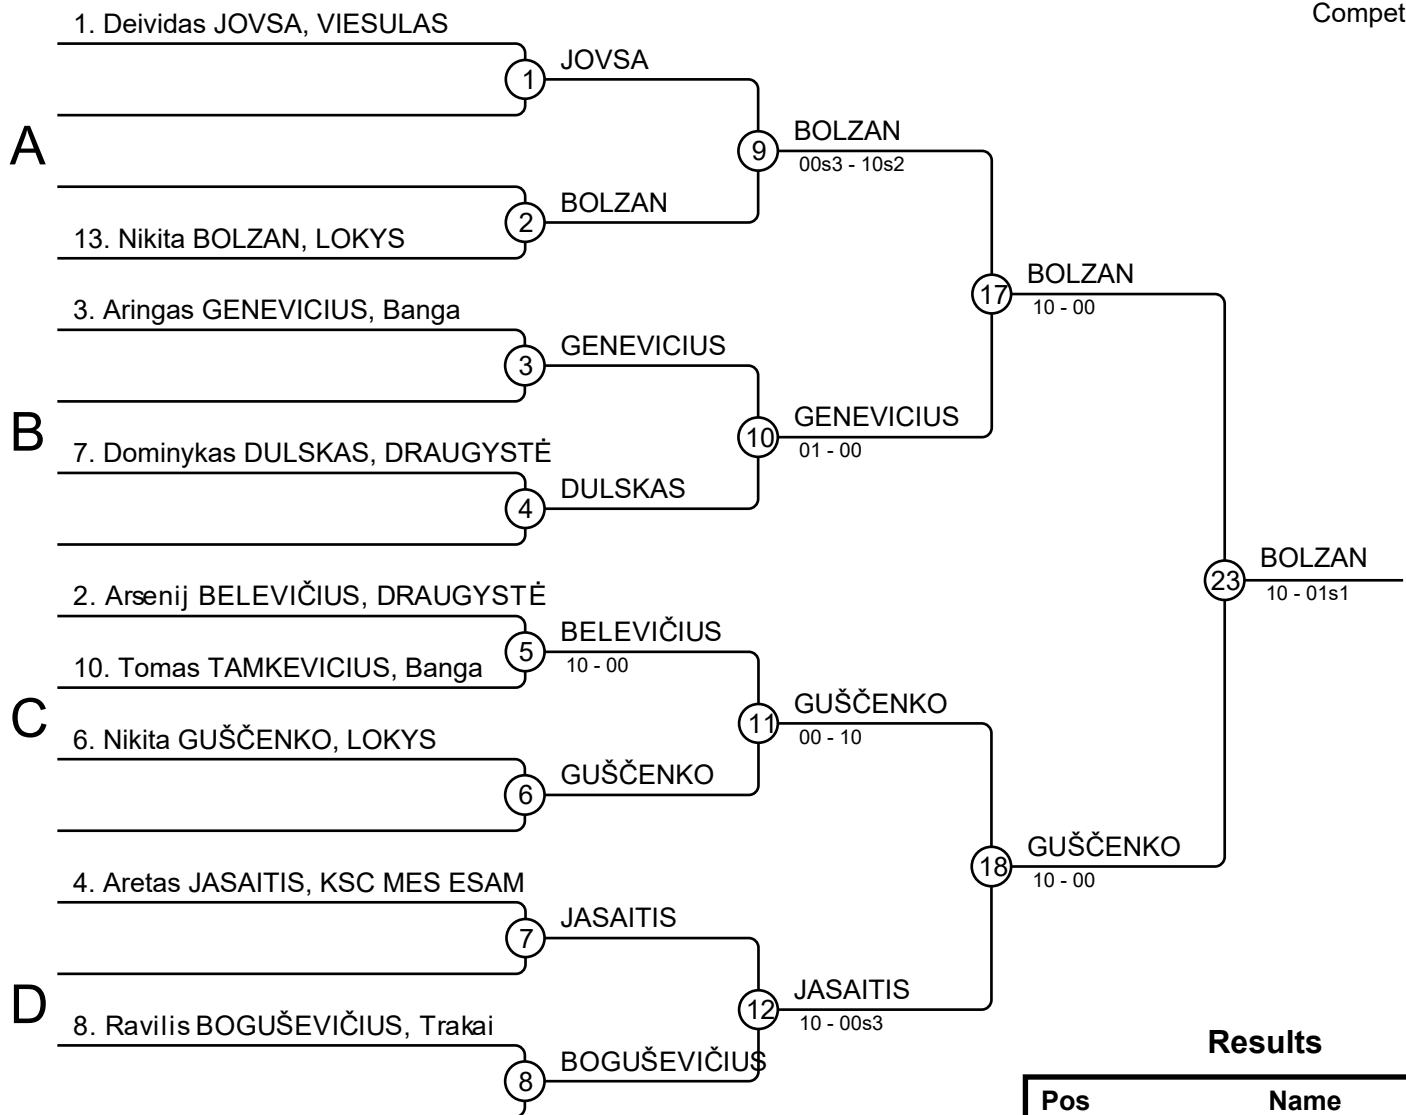 Compet
1. Deividas JOVSA, VIESULAS
1
JOVSA
A
9
BOLZAN
00s3 - 10s2
2
BOLZAN
13. Nikita BOLZAN, LOKYS
17
BOLZAN
10 - 00
3. Aringas GENEVICIUS, Banga
3
GENEVICIUS
B
10
GENEVICIUS
01 - 00
7. Dominykas DULSKAS, DRAUGYSTĖ
4
DULSKAS
23
BOLZAN
10 - 01s1
2. Arsenij BELEVIČIUS, DRAUGYSTĖ
5
BELEVIČIUS
10 - 00
10. Tomas TAMKEVICIUS, Banga
C
11
GUŠČENKO
00 - 10
6. Nikita GUŠČENKO, LOKYS
6
GUŠČENKO
18
GUŠČENKO
10 - 00
4. Aretas JASAITIS, KSC MES ESAM
7
JASAITIS
D
12
JASAITIS
10 - 00s3
8. Ravilis BOGUŠEVIČIUS, Trakai
8
BOGUŠEVIČIUS
Results
Pos Name